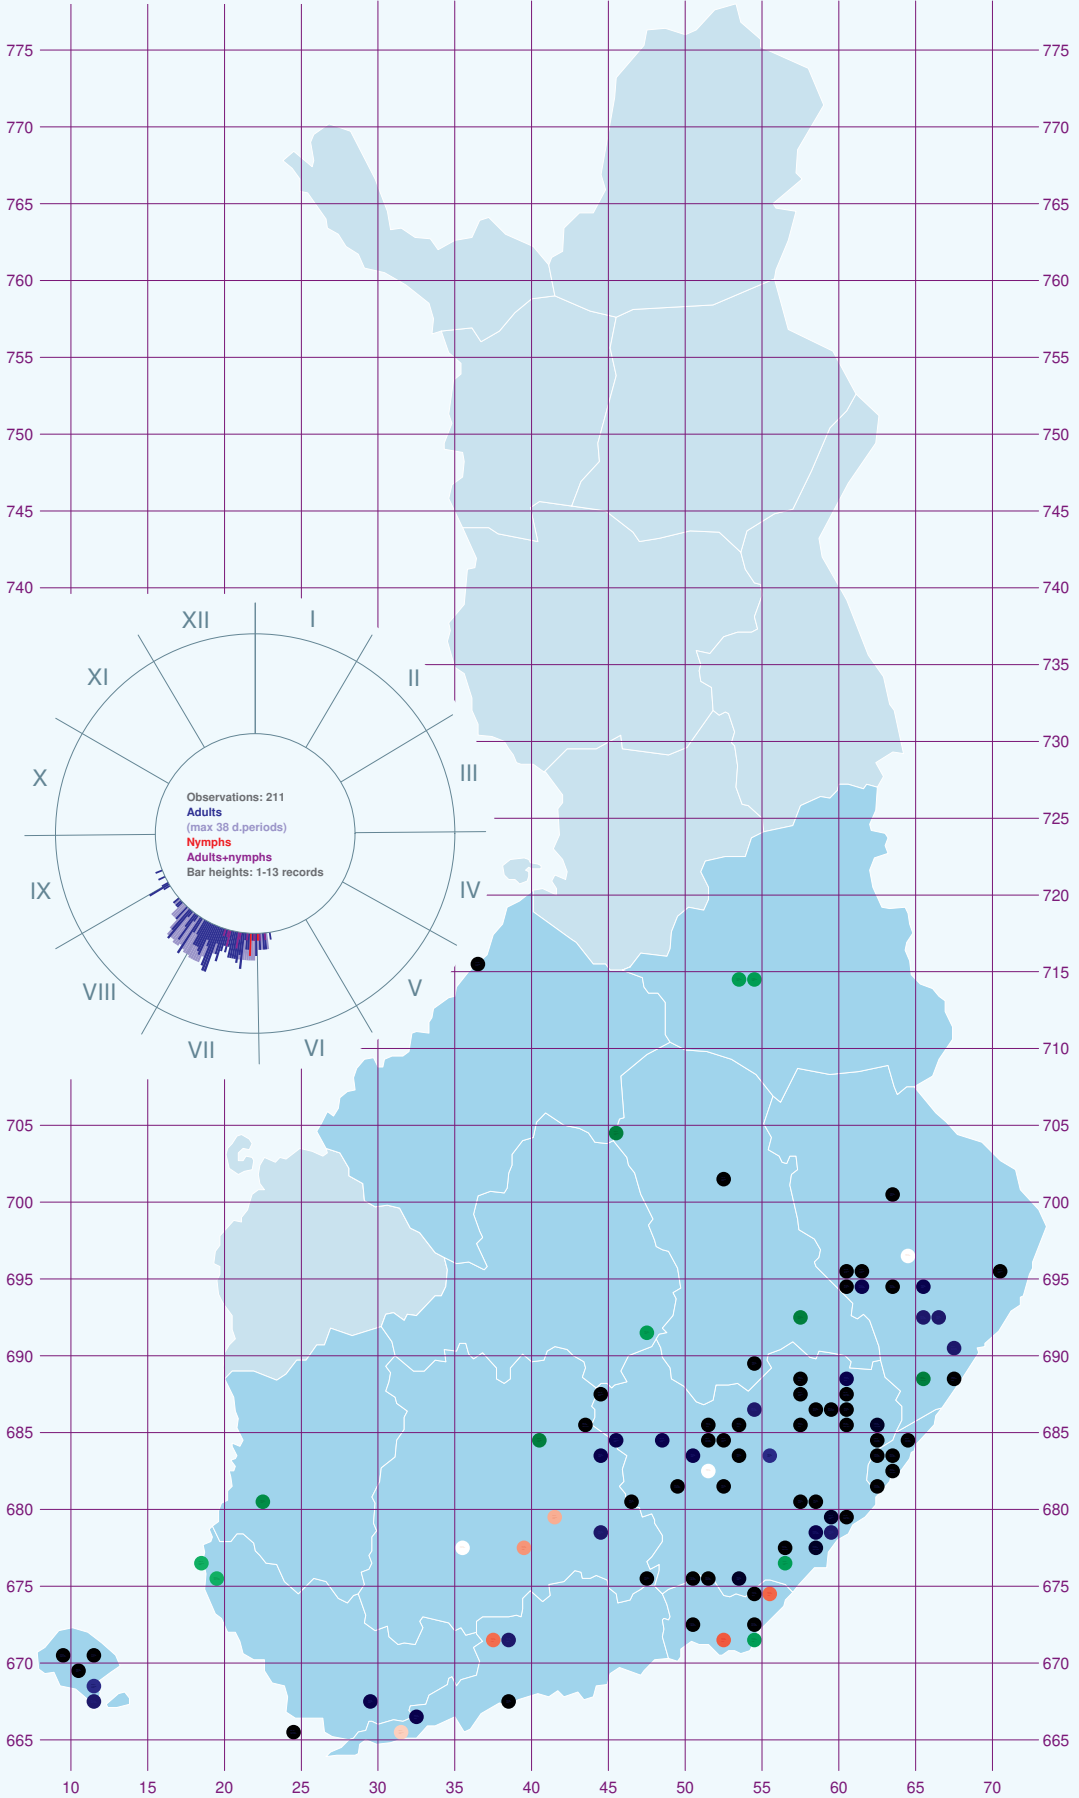 775 775
770 770
765 765
760 760
755 755
750 750
745 745
740 740
735
730
725
720
715
710
705 705
700 700
695 695
690 690
685 685
680 680
675 675
670 670
665 665
10 15 20 25 30 35 40 45 50 55 60 65 70
XII I
XI II
X III
IX IV
VIII V
VII VI
Observations: 211
Adults
(max 38 d.periods)
Nymphs
Adults+nymphs
Bar heights: 1-13 records